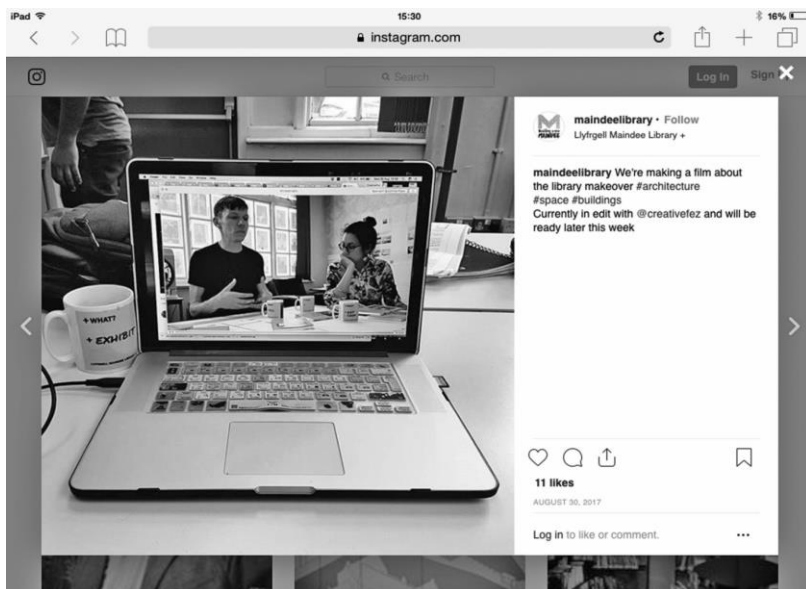 iPad
15:30
16%
instagram.com
Search
Log In
Sign
maindeelibrary • Follow
Llyfrgell Maindee Library +
MAINDEE
maindeelibrary We're making a film about
the library makeover #architecture
#space #buildings
Currently in edit with @creativefez and will be
ready later this week
+ WHAT?
+ EXHIBIT
11 likes
AUGUST 30, 2017
Log in to like or comment.